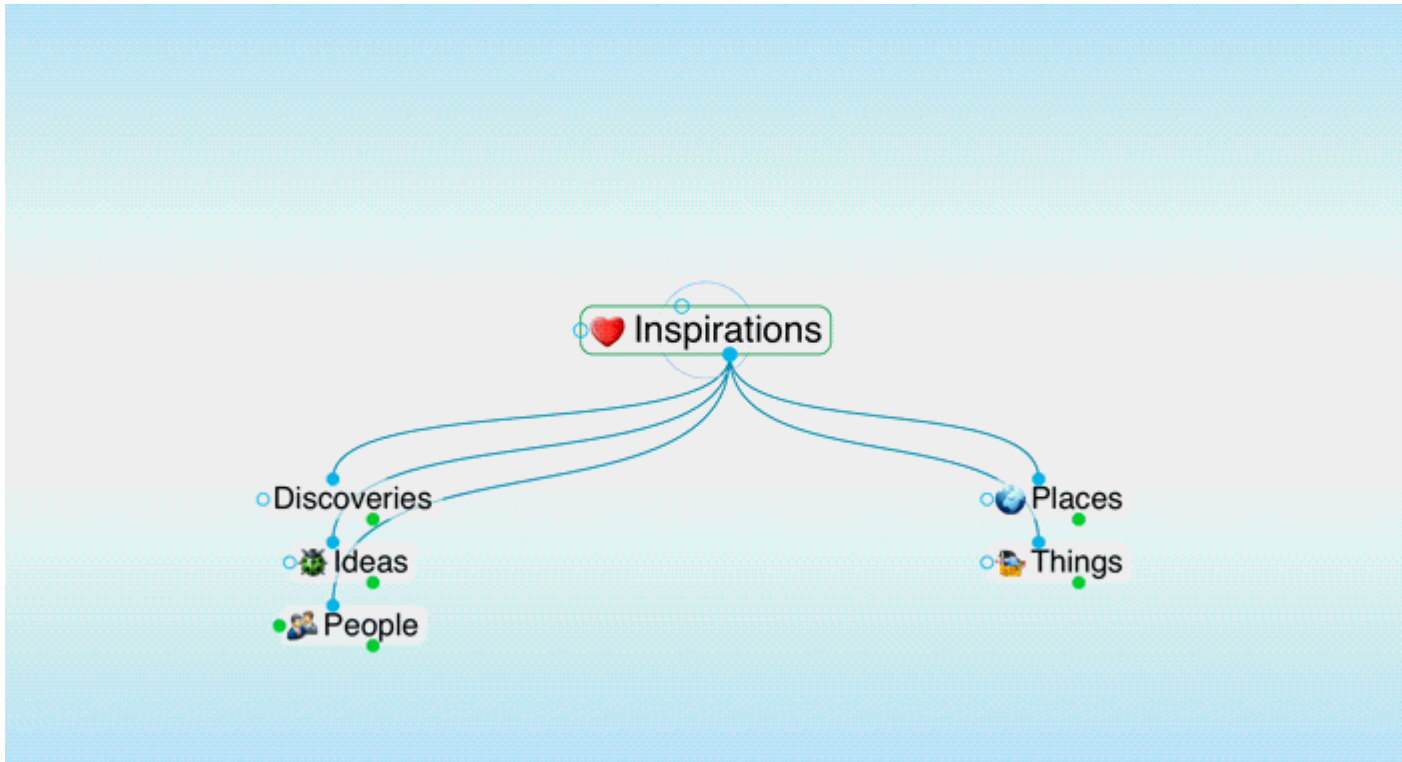 Inspirations
Discoveries
Ideas
People
Places
Things